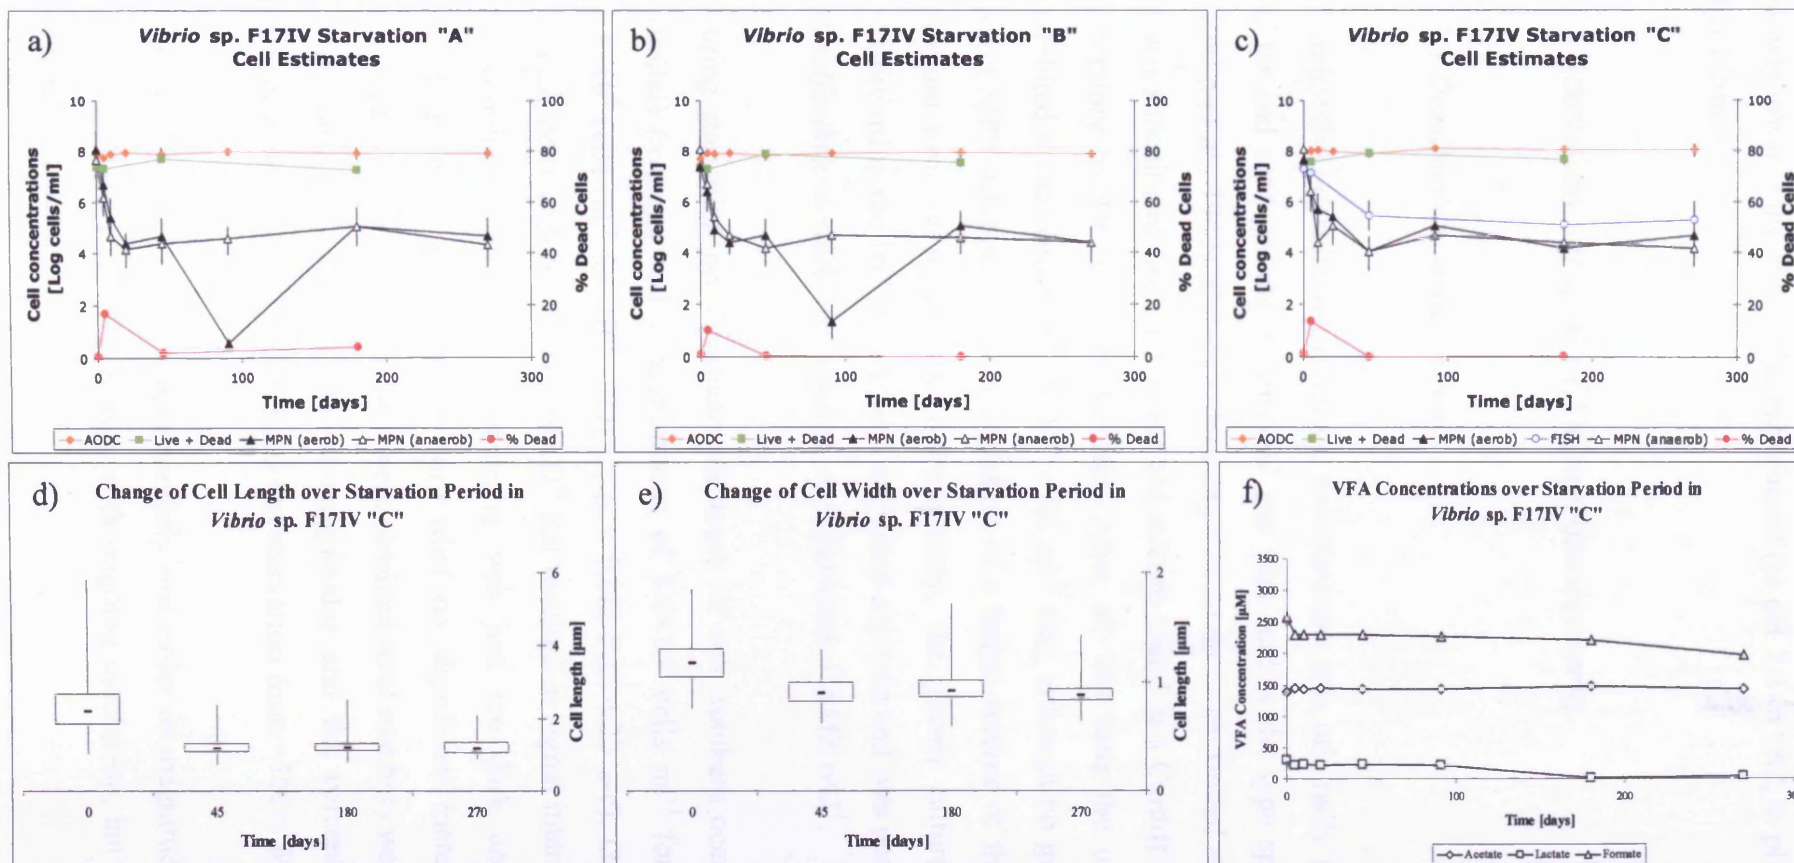 a)
Vibrio sp. F17IV Starvation "A"
Cell Estimates
Cell concentrations
[Log cells/ml]
10
8
6
4
2
0
100
80
60
40
20
0
% Dead Cells
0
100
200
300
Time [days]
AODC
Live + Dead
MPN (aerob)
MPN (anaerob)
% Dead
b)
Vibrio sp. F17IV Starvation "B"
Cell Estimates
Cell concentrations
[Log cells/ml]
10
8
6
4
2
0
100
80
60
40
20
0
% Dead Cells
0
100
200
300
Time [days]
AODC
Live + Dead
MPN (aerob)
MPN (anaerob)
% Dead
c)
Vibrio sp. F17IV Starvation "C"
Cell Estimates
Cell concentrations
[Log cells/ml]
10
8
6
4
2
0
100
80
60
40
20
0
% Dead Cells
0
100
200
300
Time [days]
AODC
Live + Dead
MPN (aerob)
FISH
MPN (anaerob)
% Dead
d)
Change of Cell Length over Starvation Period in
Vibrio sp. F17IV "C"
6
4
2
0
Cell length [µm]
0
45
180
270
Time [days]
e)
Change of Cell Width over Starvation Period in
Vibrio sp. F17IV "C"
2
1
0
Cell length [µm]
0
45
180
270
Time [days]
f)
VFA Concentrations over Starvation Period in
Vibrio sp. F17IV "C"
VFA Concentration [µM]
3500
3000
2500
2000
1500
1000
500
0
0
100
200
300
Time [days]
Acetate
Lactate
Formate